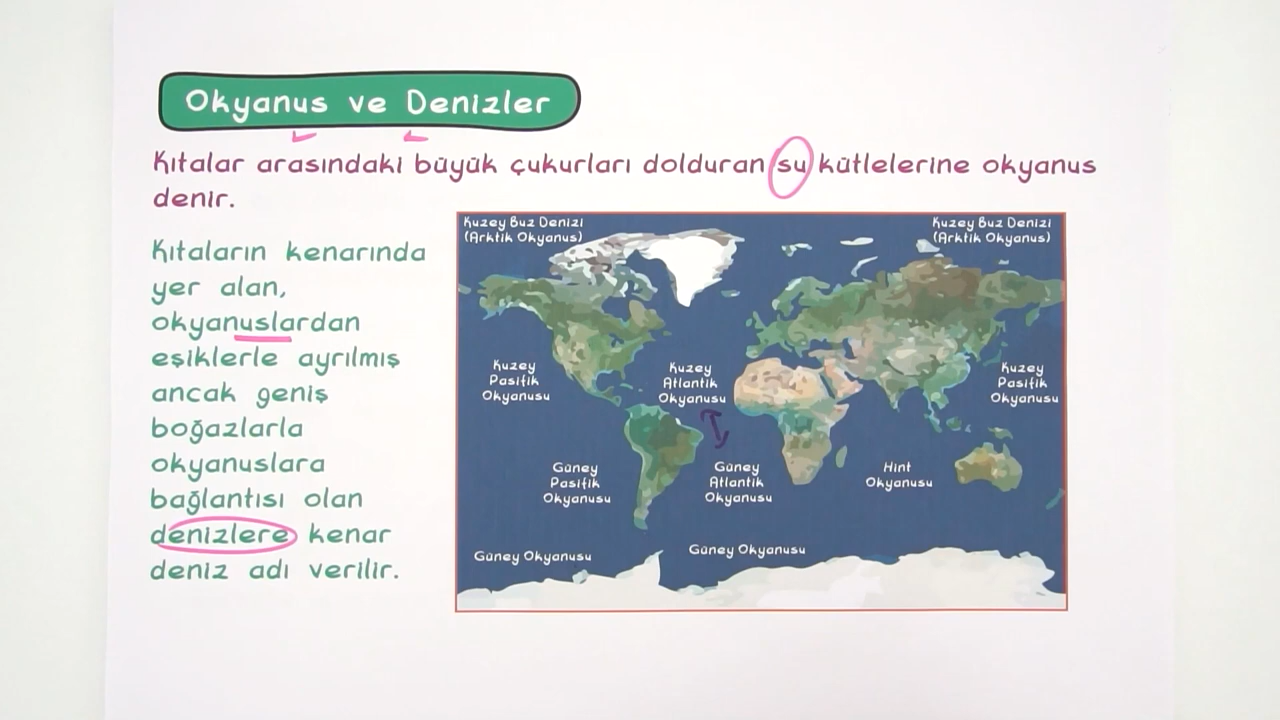 Okyanus ve Denizler
Kıtalar arasındaki büyük çukurları dolduran su kütlelerine okyanus
denir.
Kıtaların kenarında
yer alan,
okyanuslardan
eşiklerle ayrılmış
ancak geniş
boğazlarla
okyanuslara
bağlantısı olan
denizlere kenar
deniz adı verilir.
Kuzey Buz Denizi
(Arktik Okyanus)
Kuzey Buz Denizi
(Arktik Okyanus)
Kuzey
Pasifik
Okyanusu
Kuzey
Atlantik
Okyanusu
Kuzey
Pasifik
Okyanusu
Güney
Pasifik
Okyanusu
Güney
Atlantik
Okyanusu
Hint
Okyanusu
Güney Okyanusu
Güney Okyanusu